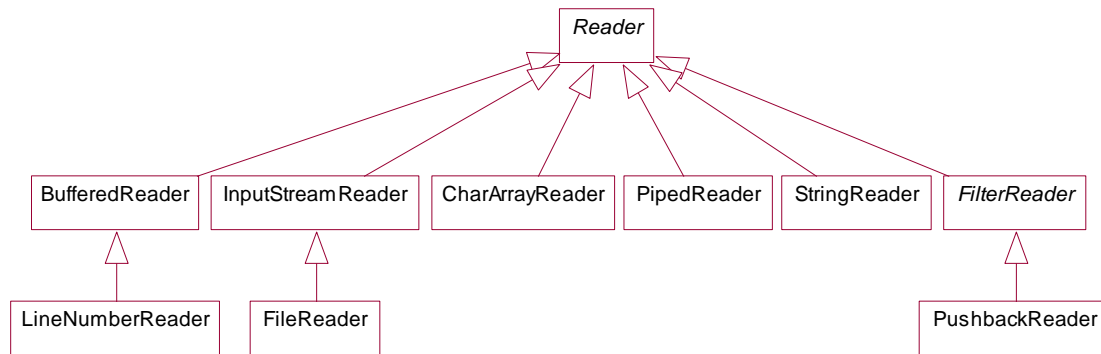 Reader
BufferedReader
InputStreamReader
CharArrayReader
PipedReader
StringReader
FilterReader
LineNumberReader
FileReader
PushbackReader